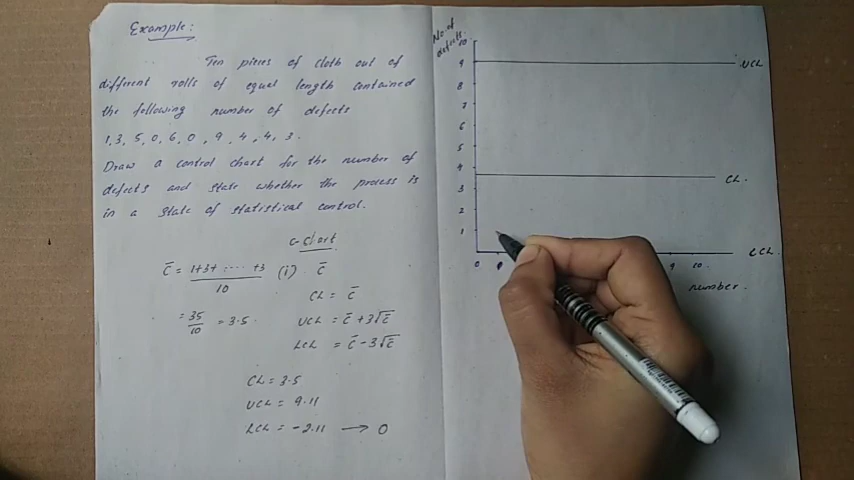 Example:
Ten pieces of cloth out of
different rolls of equal length contained
the following number of defects
1, 3, 5, 0, 6, 0, 9, 4, 4, 3.
Draw a control chart for the number of
defects and state whether the process is
in a state of statistical control.
C-Chart
C̅ = 1+3+ ..... +3 / 10
(i). C̅
CL = C̅
= 35/10 = 3.5
UCL = C̅ + 3√C̅
LCL = C̅ - 3√C̅
CL = 3.5
UCL = 9.11
LCL = -2.11 → 0
No of
defects
10
9
UCL
8
7
6
5
4
CL.
3
2
1
LCL.
0
9 10
number.